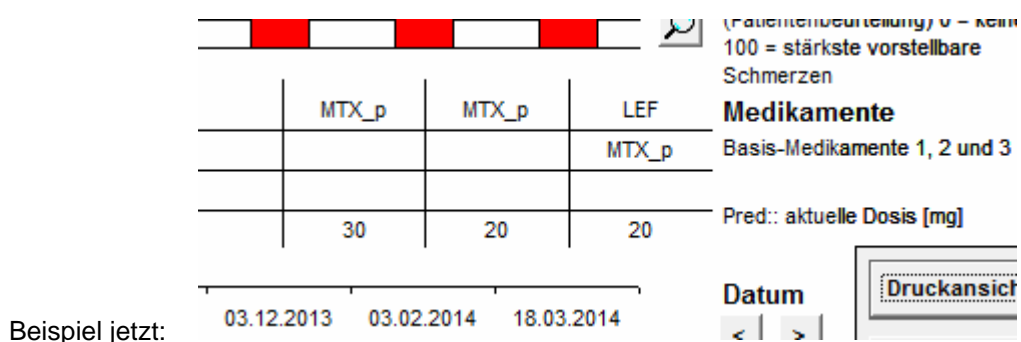 (Patientenbeurteilung) 0 = keine
100 = stärkste vorstellbare
Schmerzen
MTX_p MTX_p LEF Medikamente
MTX_p Basis-Medikamente 1, 2 und 3
30 20 20 Pred:: aktuelle Dosis [mg]
Datum Druckansich
03.12.2013 03.02.2014 18.03.2014 < >
Beispiel jetzt: